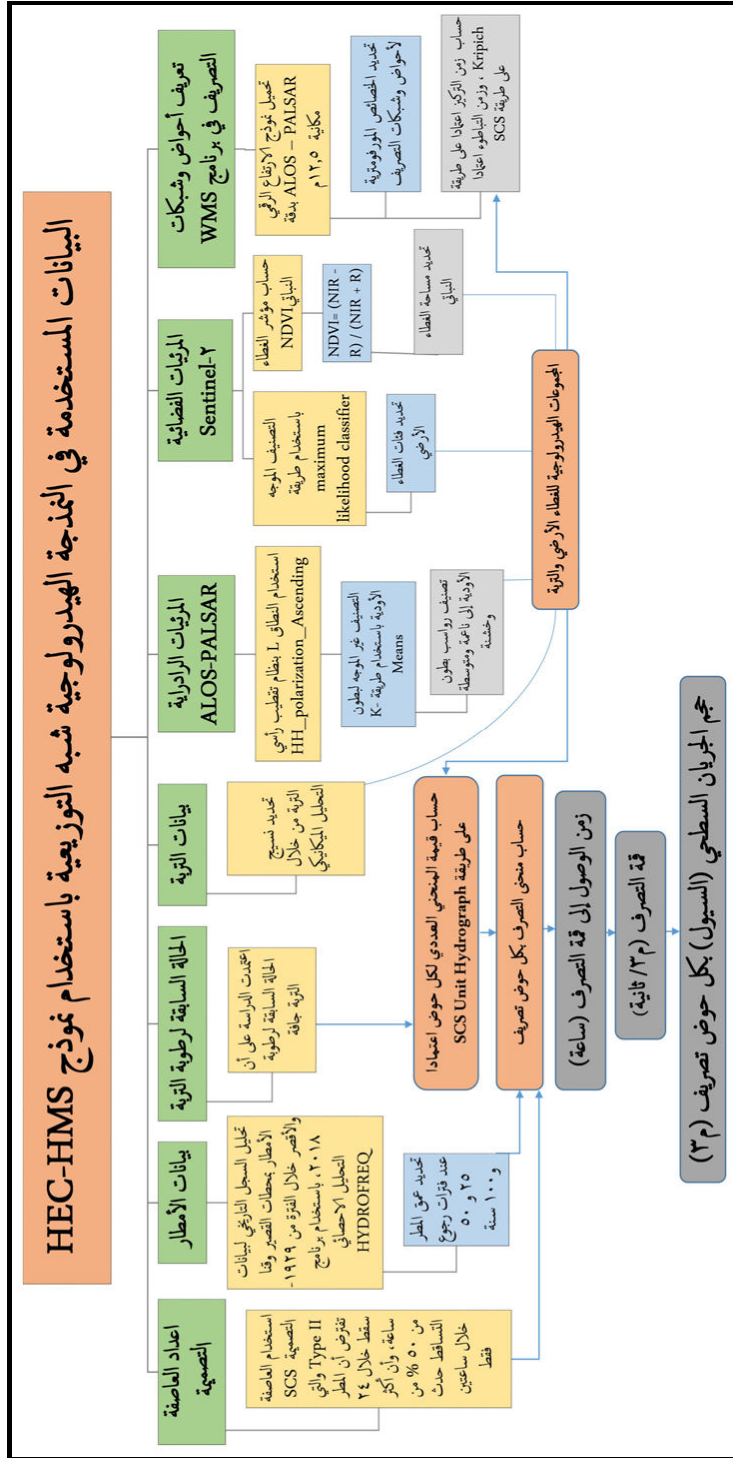 البيانات المستخدمة في النمذجة الهيدرولوجية شبه التوزيعية باستخدام نموذج HEC-HMS
تعريف أحواض وشبكات
التصريف في برنامج WMS
تحميل نموذج الارتفاع الرقمي
ALOS – PALSAR بدقة
مكانية ١٢,٥م
تحديد الخصائص المورفومترية
لأحواض وشبكات التصريف
حساب زمن التركيز اعتمادا على طريقة
Kripich ، وزمن التباطوء اعتمادا
على طريقة SCS
المرئيات الفضائية
Sentinel-٢
حساب مؤشر الغطاء
النباتي NDVI
NDVI= (NIR -
R) / (NIR + R)
تحديد مساحة الغطاء
النباتي
التصنيف الموجه
باستخدام طريقة
maximum
likelihood classifier
تحديد فئات الغطاء
الأرضي
المرئيات الرادراية
ALOS-PALSAR
استخدام النطاق L بنظام تقطيب رأسي
HH_polarization_Ascending
التصنيف غير الموجه لبطون
الأودية باستخدام طريقة K-
Means
تصنيف رواسب بطون
الأودية إلى ناعمة ومتوسطة
وخشنة
بيانات التربة
تحديد نسيج
التربة من خلال
التحليل الميكانيكي
الحالة السابقة لرطوبة التربة
اعتمدت الدراسة على أن
الحالة السابقة لرطوبة
التربة جافة
بيانات الأمطار
تحليل السجل التاريخي لبيانات
الأمطار بمحطات القصير وقنا
والأقصر خلال الفترة من ١٩٢٩-
٢٠١٨، باستخدام برنامج
التحليل الاحصائي
HYDROFREQ
تحديد عمق المطر
عند فترات رجوع
٢٥ و ٥٠
و١٠٠ سنة
اعداد العاصفة
التصميمة
استخدام العاصفة
التصميمة SCS
Type II والتي
تفترض أن المطر
سقط خلال ٢٤
ساعة، وأن أكثر
من ٥٠ % من
التساقط حدث
خلال ساعتين
فقط
المجموعات الهيدرولوجية للغطاء الأرضي والتربة
حساب قيمة المنحني العددي لكل حوض اعتمادا
على طريقة SCS Unit Hydrograph
حساب منحنى التصرف بكل حوض تصريف
زمن الوصول إلى قمة التصرف (ساعة)
قمة التصرف (م٣/ ثانية)
حجم الجريان السطحي (السيول) بكل حوض تصريف (م٣)